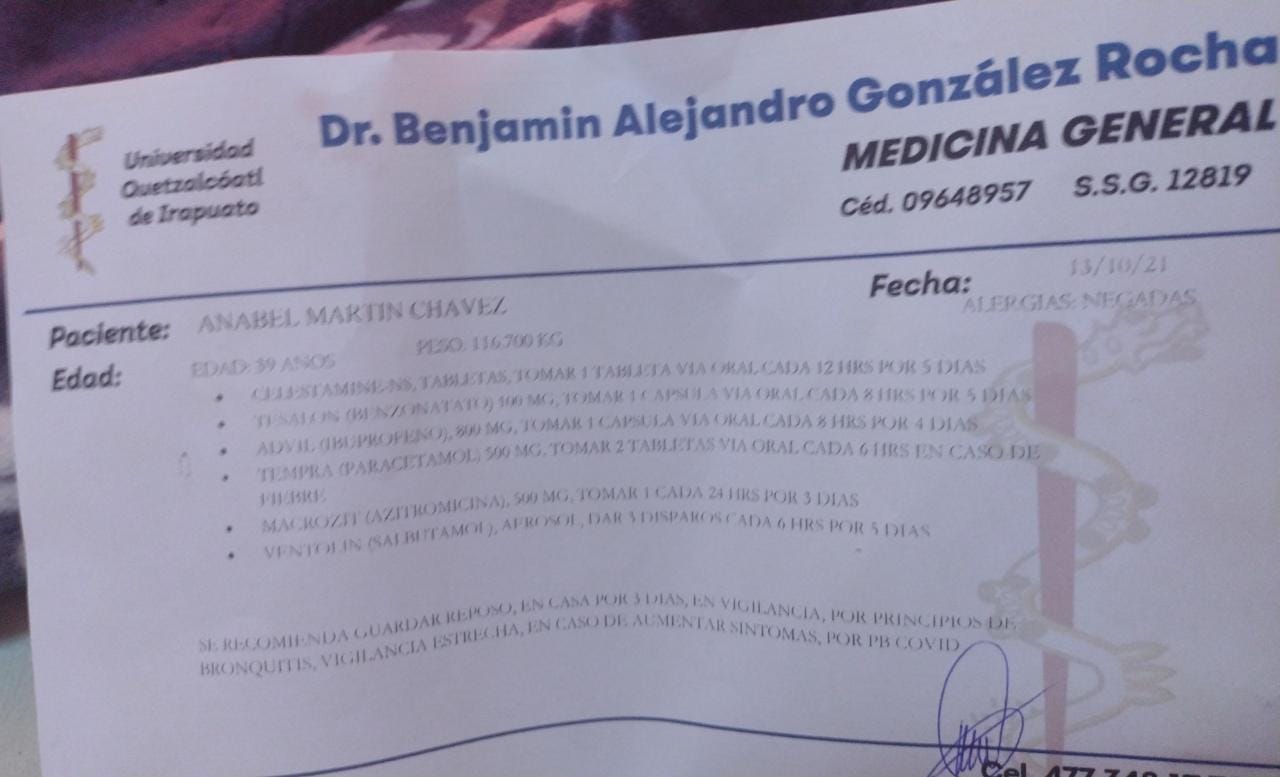 Universidad
Quetzalcóatl
de Irapuato
Dr. Benjamin Alejandro González Rocha
MEDICINA GENERAL
Céd. 09648957 S.S.G. 12819
Fecha: 13/10/21
ALERGIAS: NEGADAS
Paciente: ANABEL MARTIN CHAVEZ
Edad: EDAD: 39 AÑOS PESO: 116.700 KG
• CELESTAMINE-NS, TABLETAS, TOMAR 1 TABLETA VIA ORAL CADA 12 HRS POR 5 DIAS
• TESALON (BENZONATATO) 100 MG, TOMAR 1 CAPSULA VIA ORAL CADA 8 HRS POR 5 DIAS
• ADVIL (IBUPROFENO), 800 MG, TOMAR 1 CAPSULA VIA ORAL CADA 8 HRS POR 4 DIAS
• TEMPRA (PARACETAMOL) 500 MG, TOMAR 2 TABLETAS VIA ORAL CADA 6 HRS EN CASO DE
FIEBRE
• MACROZIT (AZITROMICINA), 500 MG, TOMAR 1 CADA 24 HRS POR 3 DIAS
• VENTOLIN (SALBUTAMOL), AEROSOL, DAR 3 DISPAROS CADA 6 HRS POR 5 DIAS
SE RECOMIENDA GUARDAR REPOSO, EN CASA POR 3 DIAS, EN VIGILANCIA, POR PRINCIPIOS DE
BRONQUITIS, VIGILANCIA ESTRECHA, EN CASO DE AUMENTAR SINTOMAS, POR PB COVID
Cel. 477